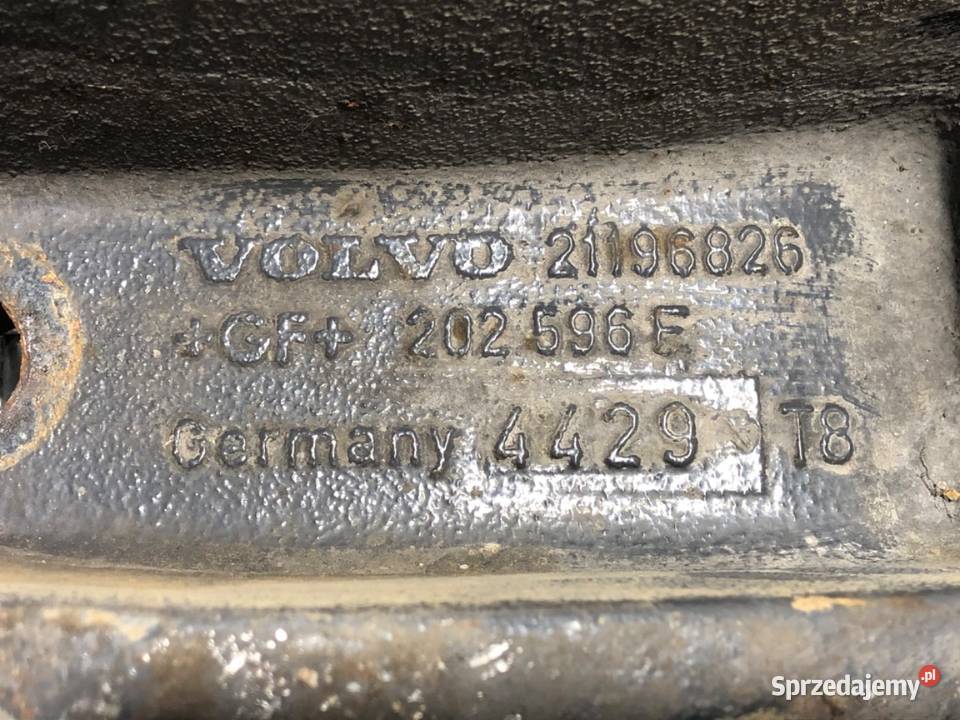 VOLVO 21196826
+GF+ 202 596 E
Germany 4429 T8
Sprzedajemy.pl